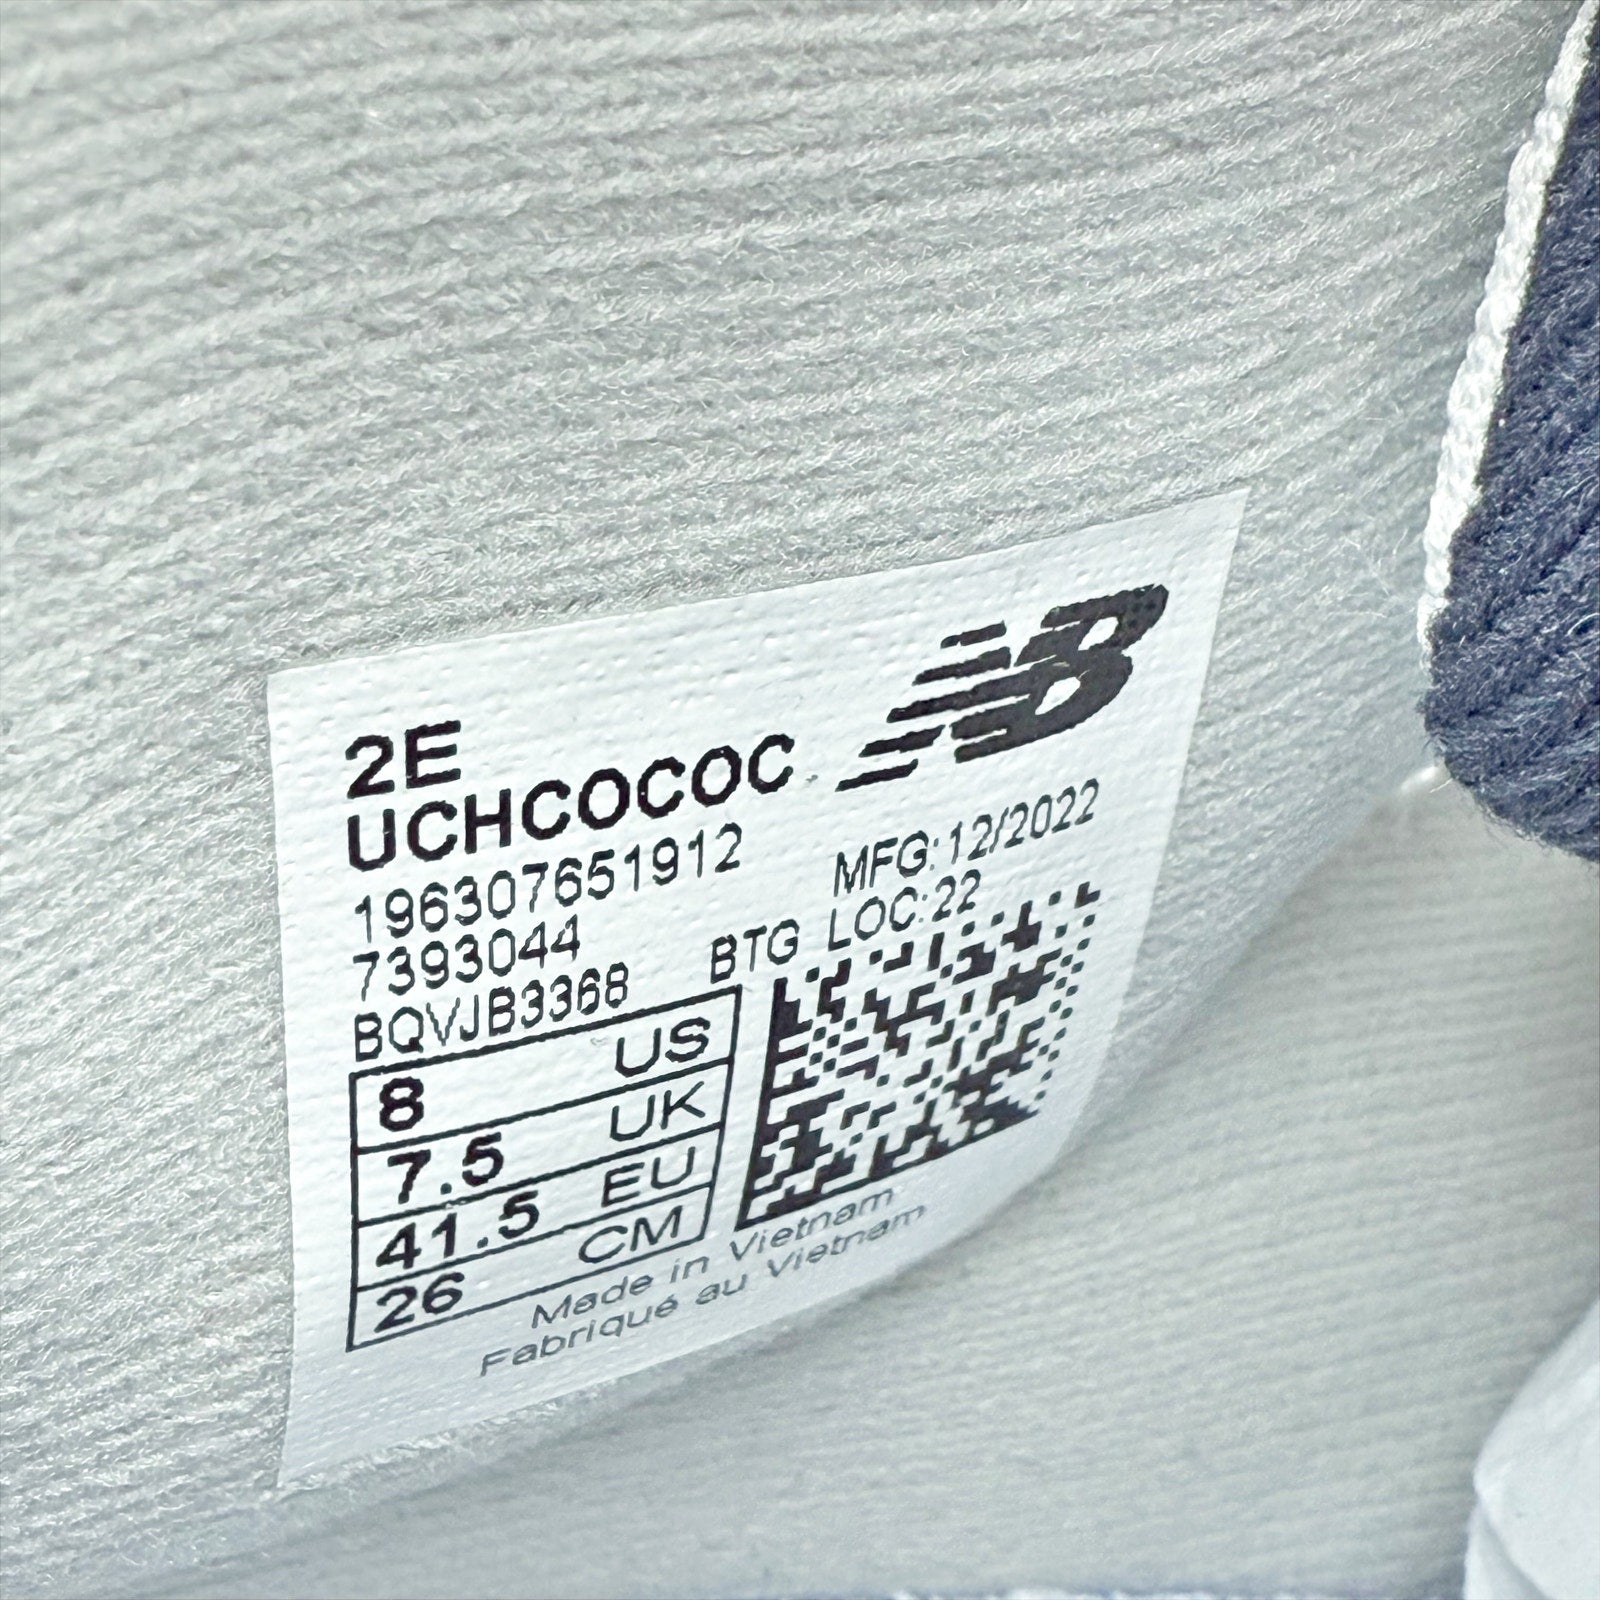 2E
UCHCOCOC
NB
196307651912
MFG:12/2022
7393044
BTG LOC:22
BQVJB3368
8 US
7.5 UK
41.5 EU
26 CM
Made in Vietnam
Fabriqué au Vietnam